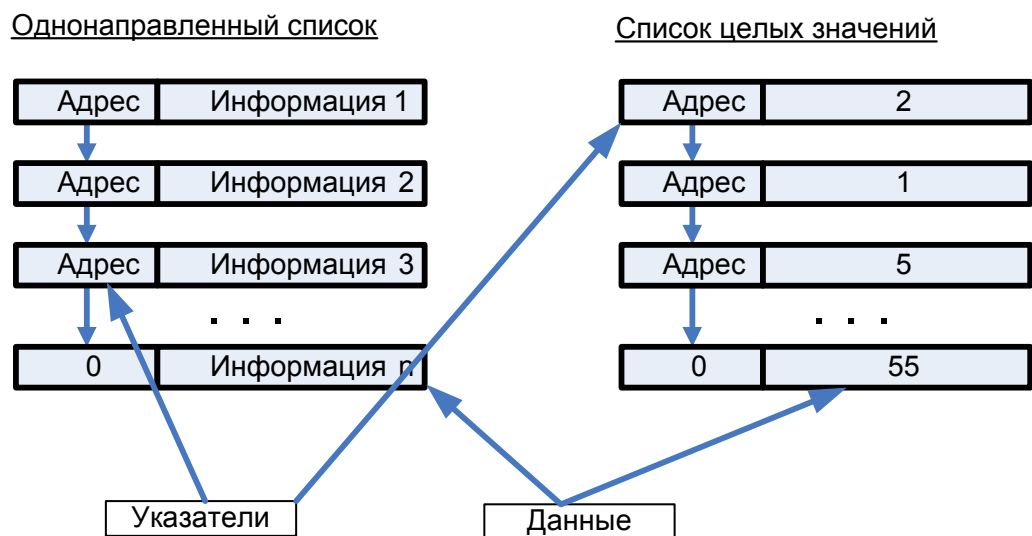 Однонаправленный список
Список целых значений
Адрес Информация 1
Адрес 2
Адрес Информация 2
Адрес 1
Адрес Информация 3
Адрес 5
. . .
. . .
0 Информация n
0 55
Указатели
Данные